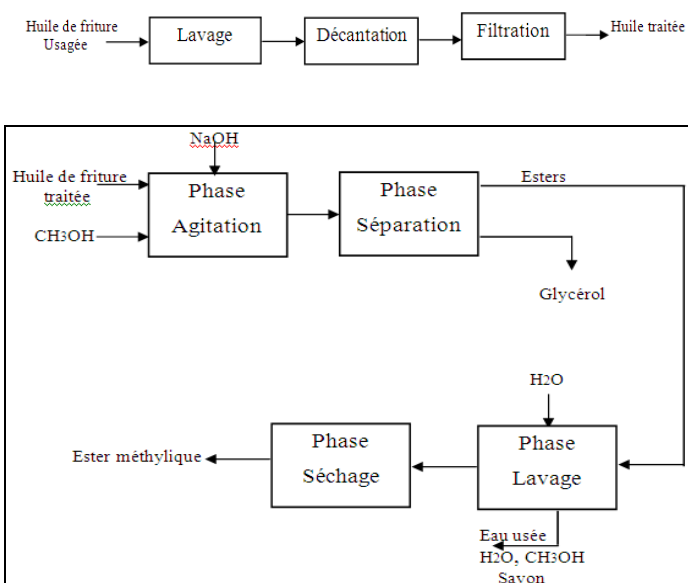 Huile de friture
Usagée
Lavage
Décantation
Filtration
Huile traitée
NaOH
Huile de friture
traitée
CH3OH
Phase
Agitation
Phase
Séparation
Esters
Glycérol
H2O
Ester méthylique
Phase
Séchage
Phase
Lavage
Eau usée
H2O, CH3OH
Savon